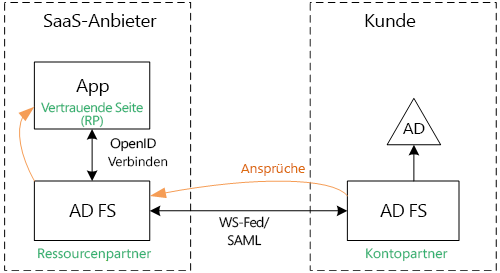 SaaS-Anbieter
Kunde
App
Vertrauende Seite
(RP)
OpenID
Verbinden
AD
Ansprüche
AD FS
WS-Fed/
SAML
AD FS
Ressourcenpartner
Kontopartner